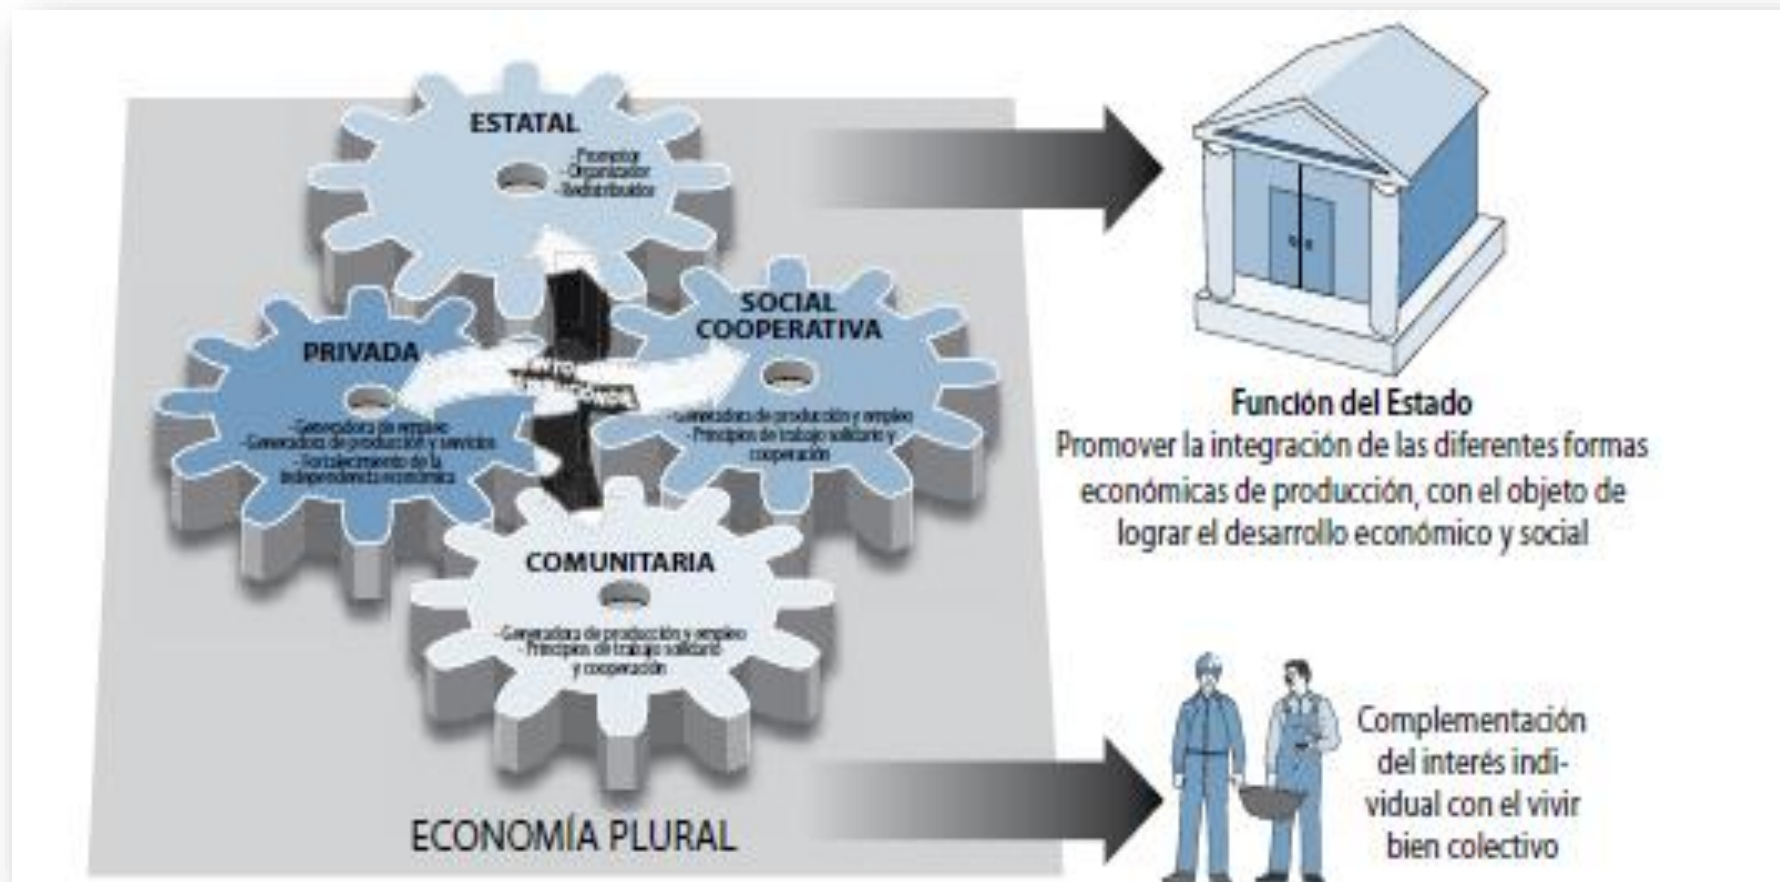 ESTATAL
- Promotor
- Organizador
- Redistribuidor
SOCIAL
COOPERATIVA
- Generadora de producción y empleo
- Principios de trabajo solidario y
cooperación
PRIVADA
- Generadora de empleo
- Generadora de producción y servicios
- Fortalecimiento de la
independencia económica
COMUNITARIA
- Generadora de producción y empleo
- Principios de trabajo solidario
y cooperación
ECONOMÍA PLURAL
Función del Estado
Promover la integración de las diferentes formas
económicas de producción, con el objeto de
lograr el desarrollo económico y social
Complementación
del interés indi-
vidual con el vivir
bien colectivo